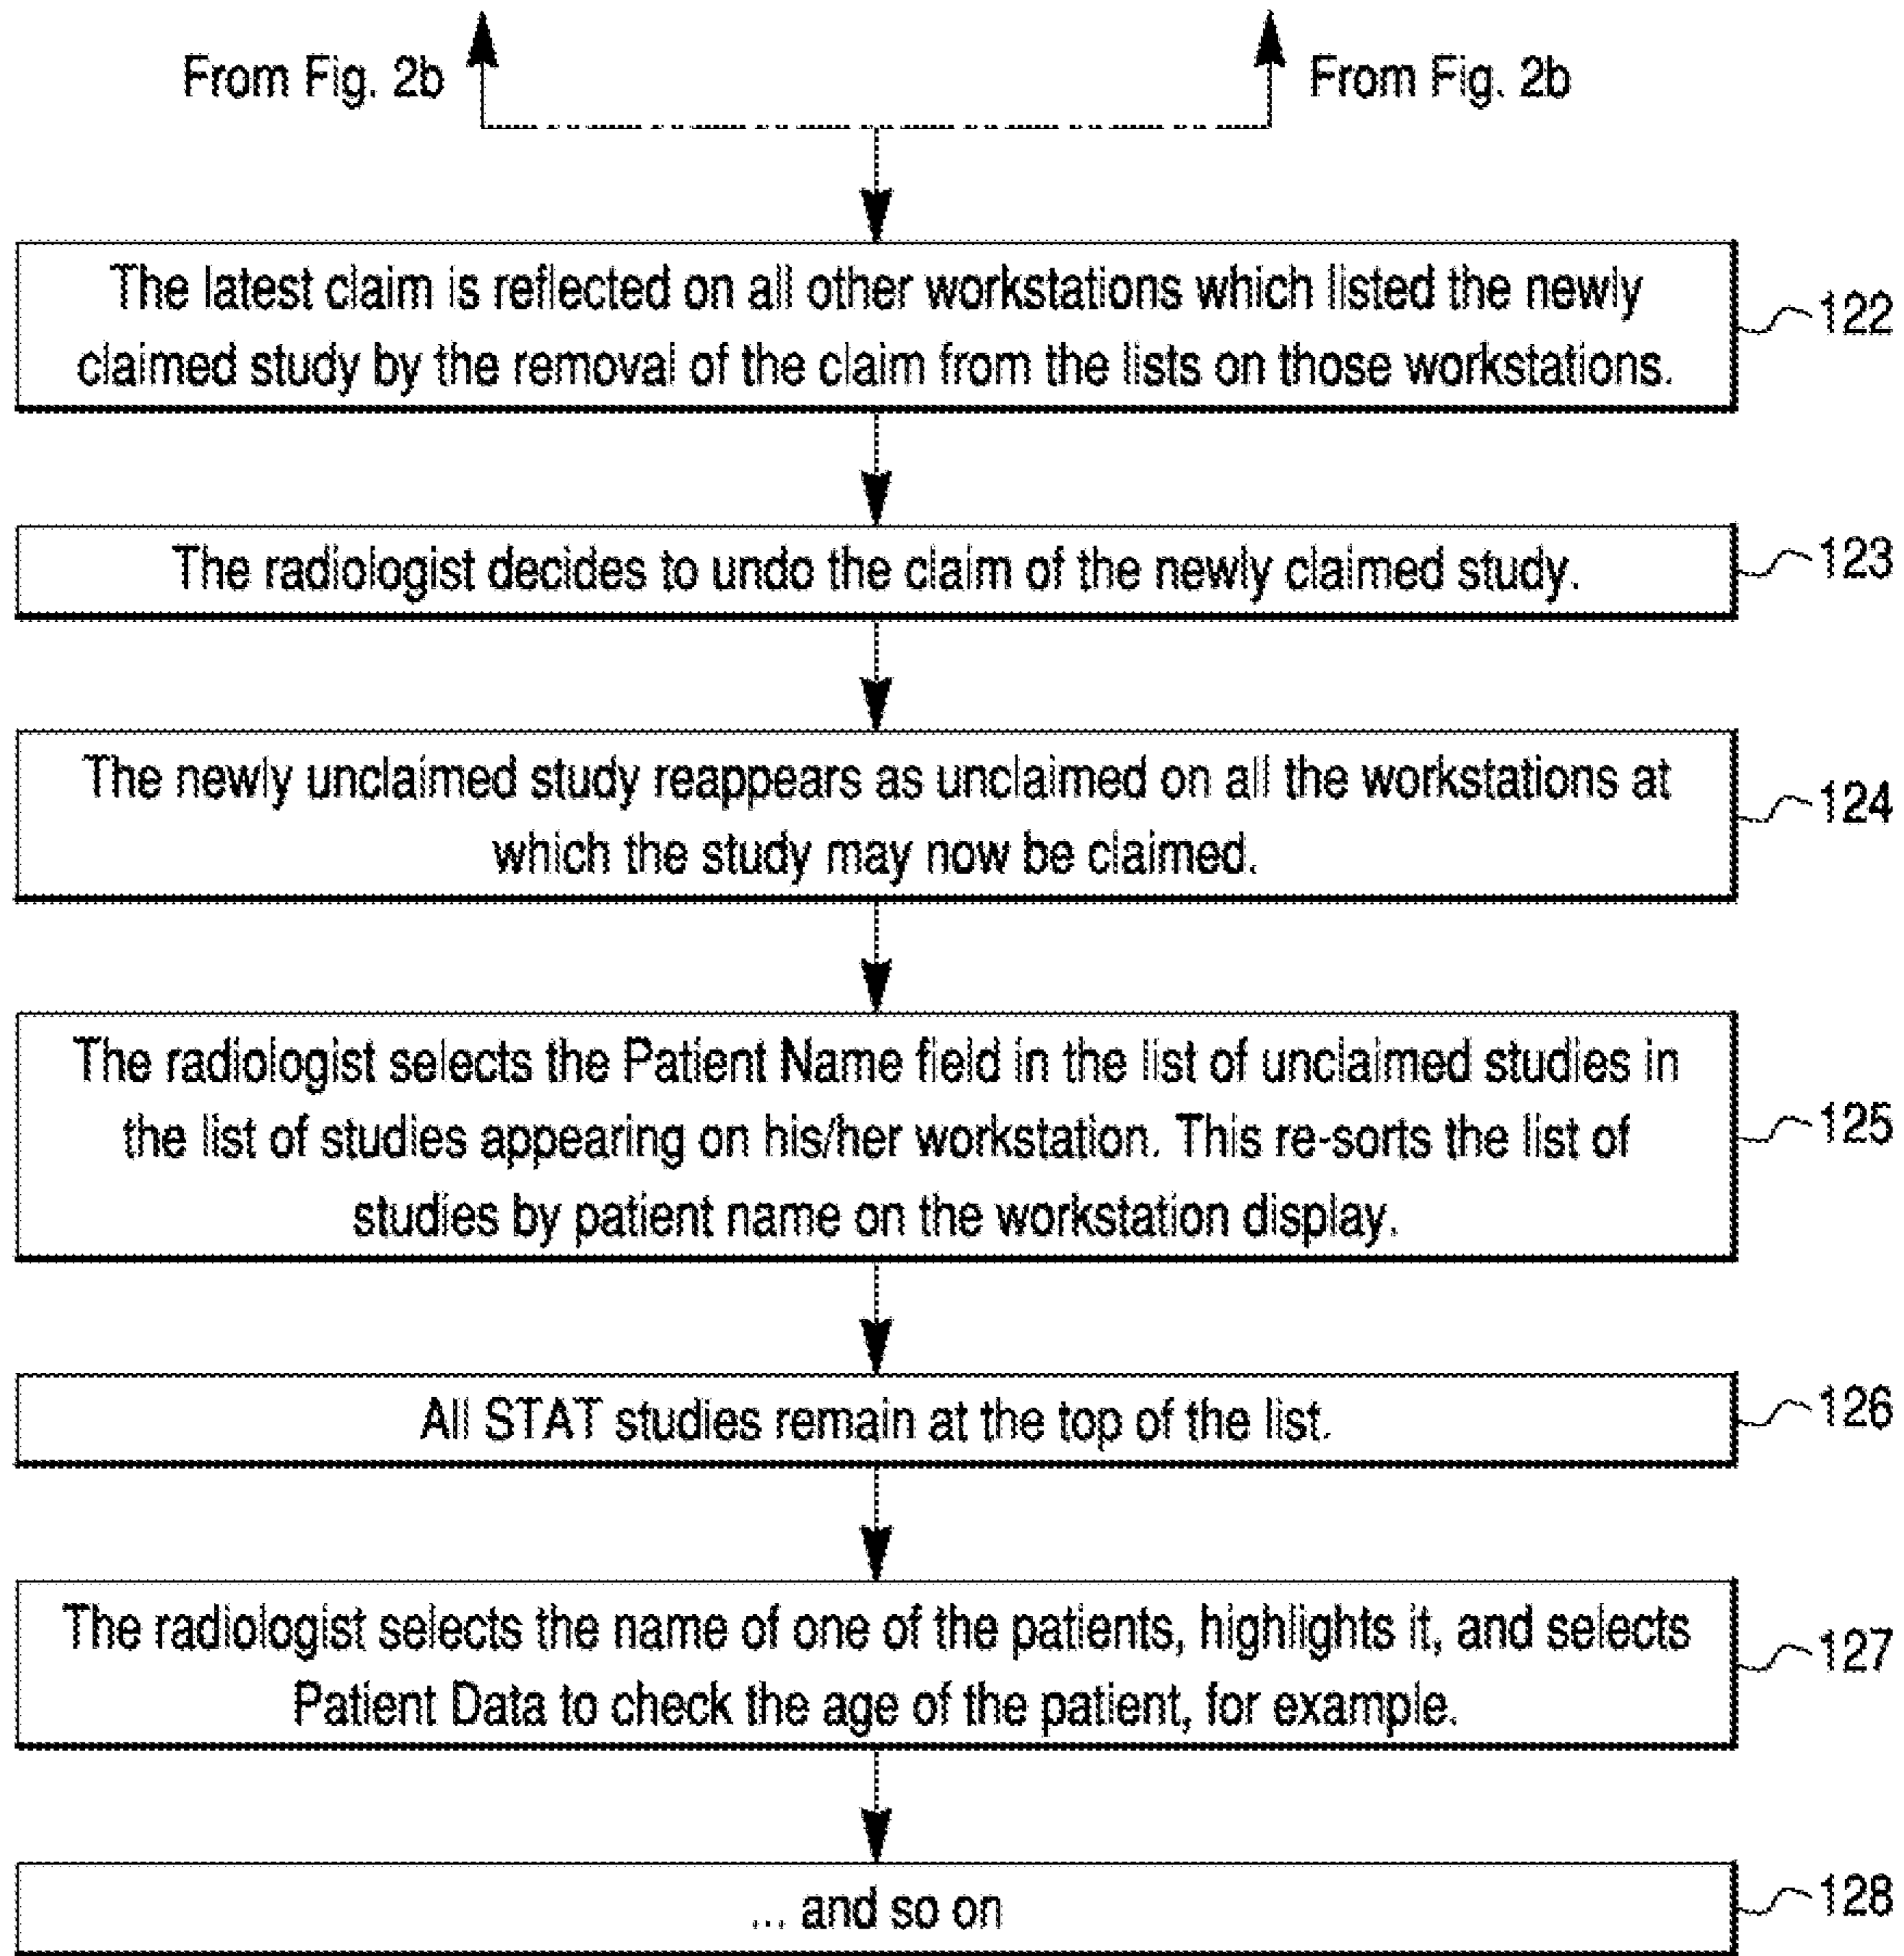 From Fig. 2b
From Fig. 2b
The latest claim is reflected on all other workstations which listed the newly
claimed study by the removal of the claim from the lists on those workstations.
122
The radiologist decides to undo the claim of the newly claimed study.
123
The newly unclaimed study reappears as unclaimed on all the workstations at
which the study may now be claimed.
124
The radiologist selects the Patient Name field in the list of unclaimed studies in
the list of studies appearing on his/her workstation. This re-sorts the list of
studies by patient name on the workstation display.
125
All STAT studies remain at the top of the list.
126
The radiologist selects the name of one of the patients, highlights it, and selects
Patient Data to check the age of the patient, for example.
127
... and so on
128